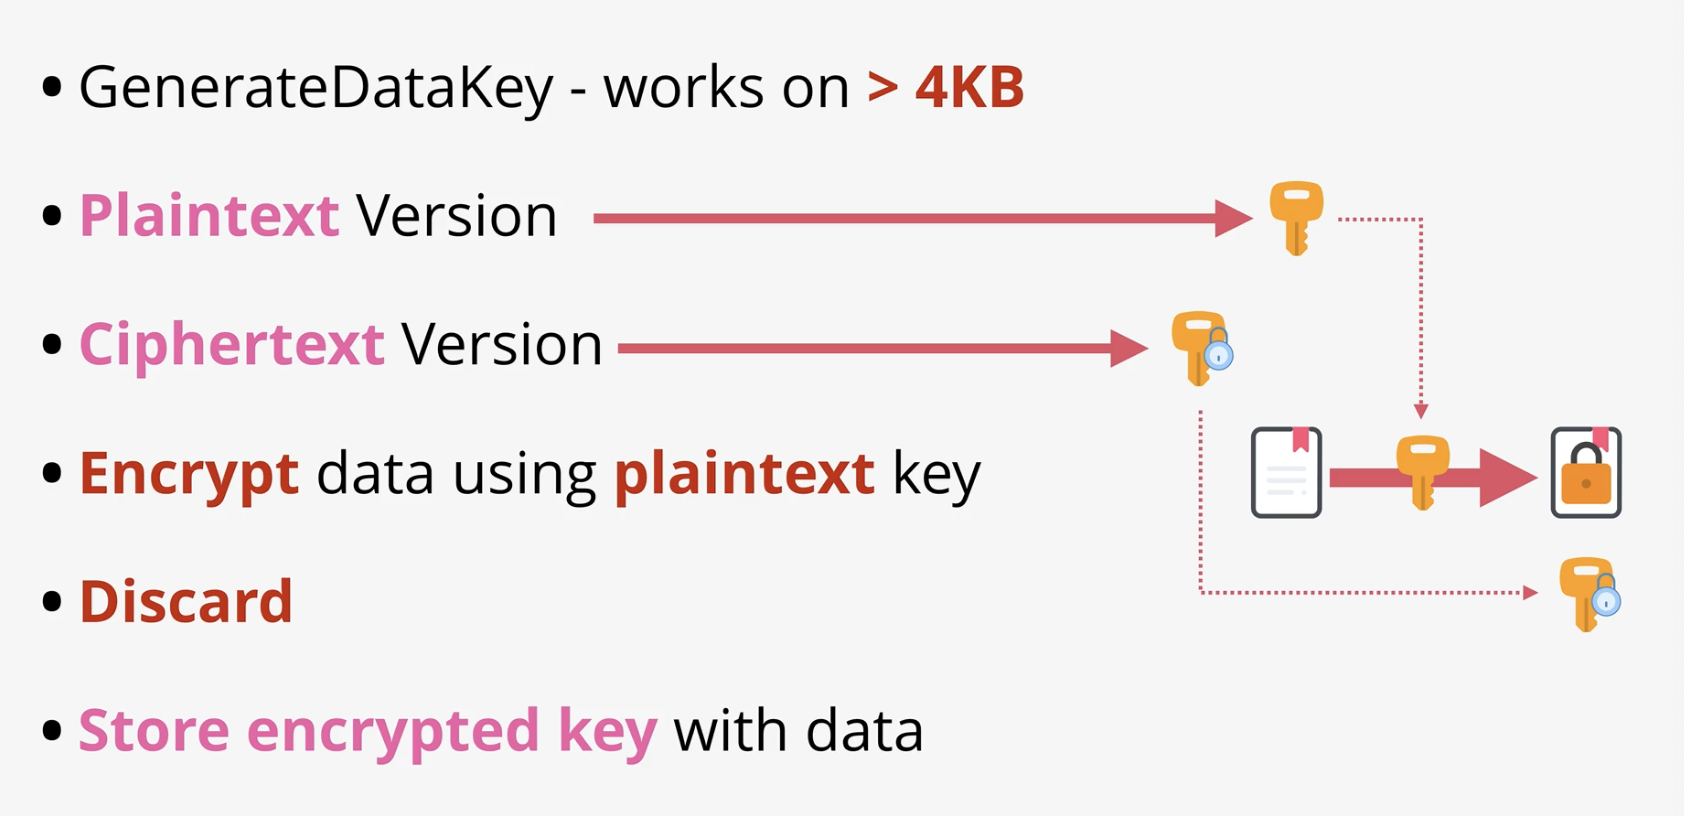 • GenerateDataKey - works on > 4KB
• Plaintext Version
• Ciphertext Version
• Encrypt data using plaintext key
• Discard
• Store encrypted key with data